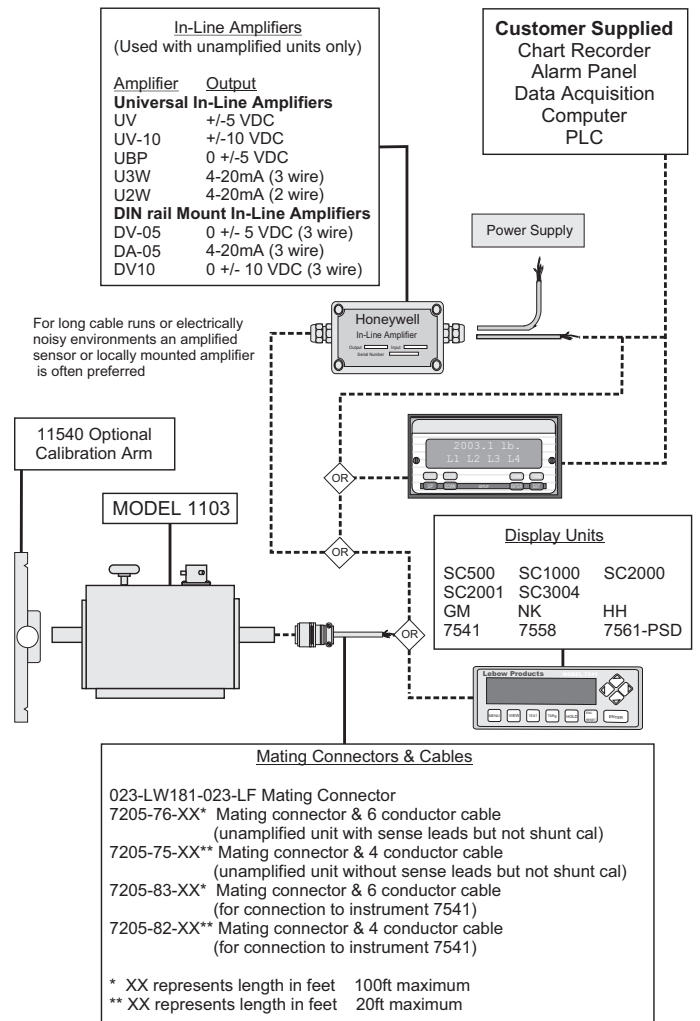 In-Line Amplifiers
(Used with unamplified units only)
Amplifier Output
Universal In-Line Amplifiers
UV +/-5 VDC
UV-10 +/-10 VDC
UBP 0 +/-5 VDC
U3W 4-20mA (3 wire)
U2W 4-20mA (2 wire)
DIN rail Mount In-Line Amplifiers
DV-05 0 +/- 5 VDC (3 wire)
DA-05 4-20mA (3 wire)
DV10 0 +/- 10 VDC (3 wire)
Customer Supplied
Chart Recorder
Alarm Panel
Data Acquisition
Computer
PLC
Power Supply
For long cable runs or electrically
noisy environments an amplified
sensor or locally mounted amplifier
is often preferred
Honeywell
In-Line Amplifier
Output Input
Serial Number
2003.1 lb.
L1 L2 L3 L4
11540 Optional
Calibration Arm
MODEL 1103
OR
OR
OR
Display Units
SC500 SC1000 SC2000
SC2001 SC3004
GM NK HH
7541 7558 7561-PSD
Lebow Products
MENU VIEW TEST TARE HOLD ENTER
Mating Connectors & Cables
023-LW181-023-LF Mating Connector
7205-76-XX* Mating connector & 6 conductor cable
(unamplified unit with sense leads but not shunt cal)
7205-75-XX** Mating connector & 4 conductor cable
(unamplified unit without sense leads but not shunt cal)
7205-83-XX* Mating connector & 6 conductor cable
(for connection to instrument 7541)
7205-82-XX** Mating connector & 4 conductor cable
(for connection to instrument 7541)
* XX represents length in feet 100ft maximum
** XX represents length in feet 20ft maximum